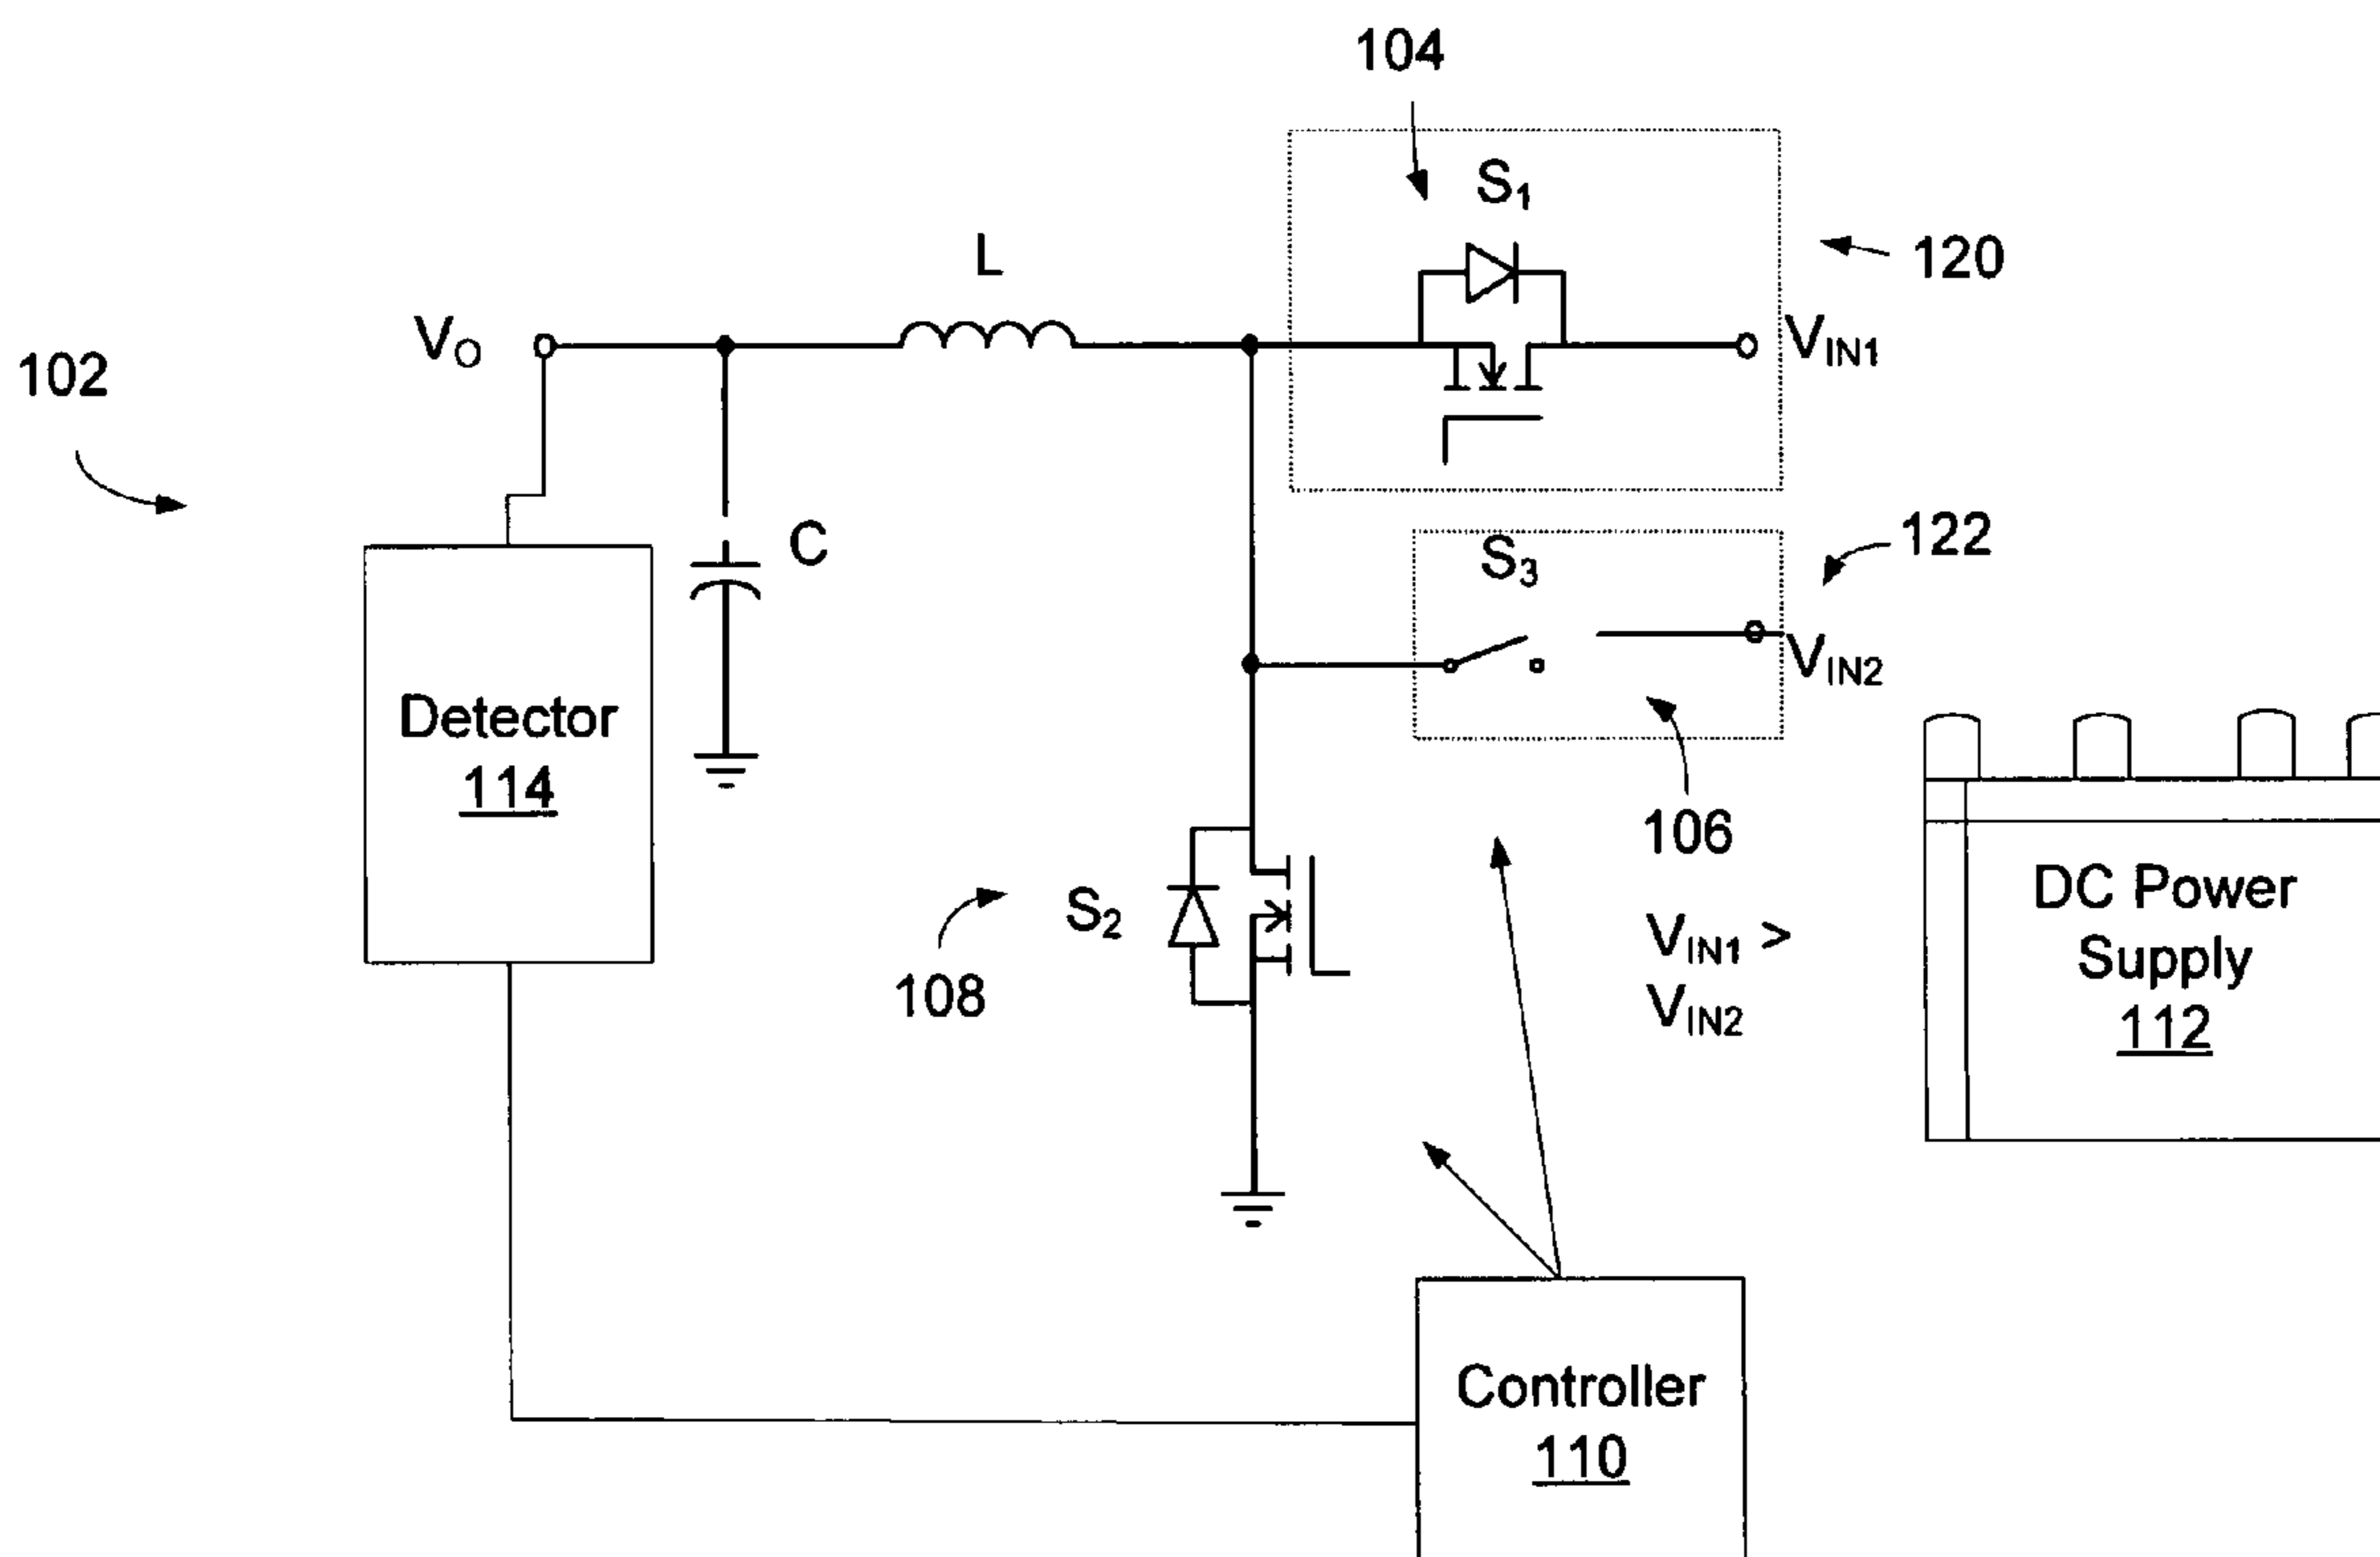 104
S1
120
L
VO
VIN1
102
S3
122
C
VIN2
Detector
114
106
DC Power
Supply
112
S2
VIN1 >
VIN2
108
Controller
110